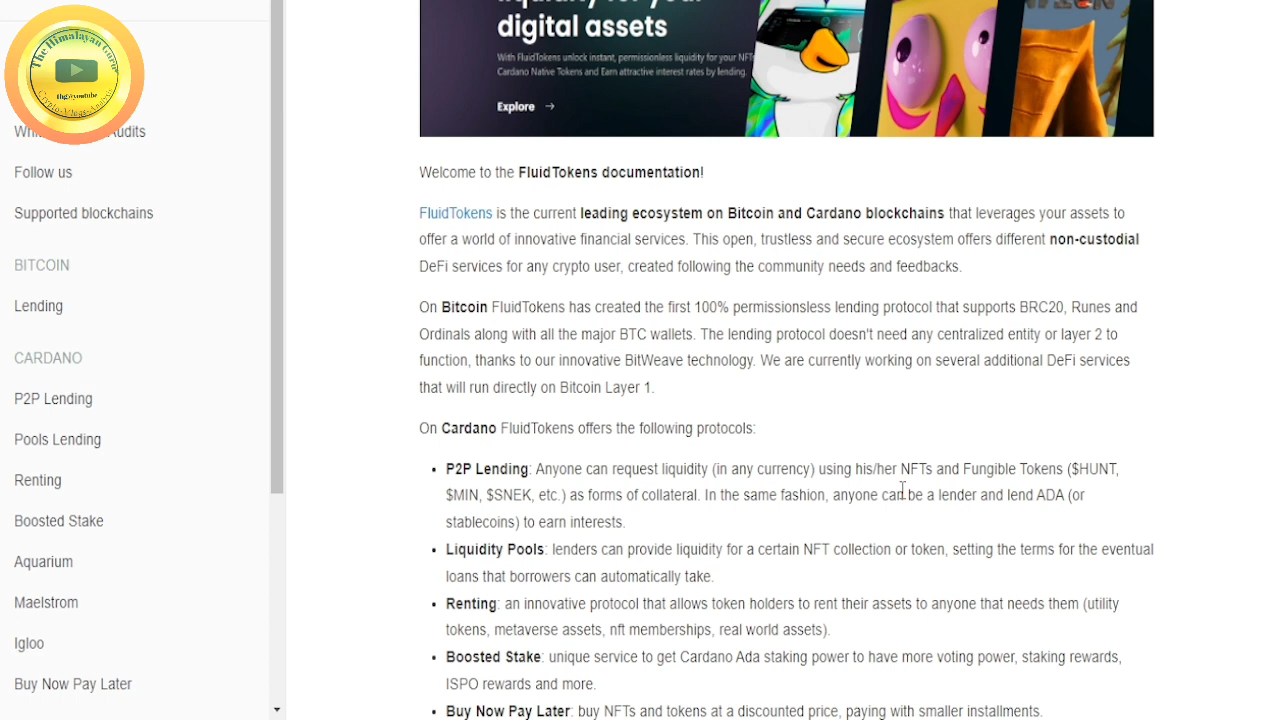 liquidity for your
digital assets
With FluidTokens unlock instant, permissionless liquidity for your NFTs
Cardano Native Tokens and Earn attractive interest rates by lending.
Explore →
The Himalayan
thg@youtube
Crypto-Vlogs-Analysis
Audits
Follow us
Supported blockchains
BITCOIN
Lending
CARDANO
P2P Lending
Pools Lending
Renting
Boosted Stake
Aquarium
Maelstrom
Igloo
Buy Now Pay Later
Welcome to the FluidTokens documentation!
FluidTokens is the current leading ecosystem on Bitcoin and Cardano blockchains that leverages your assets to
offer a world of innovative financial services. This open, trustless and secure ecosystem offers different non-custodial
DeFi services for any crypto user, created following the community needs and feedbacks.
On Bitcoin FluidTokens has created the first 100% permissionsless lending protocol that supports BRC20, Runes and
Ordinals along with all the major BTC wallets. The lending protocol doesn't need any centralized entity or layer 2 to
function, thanks to our innovative BitWeave technology. We are currently working on several additional DeFi services
that will run directly on Bitcoin Layer 1.
On Cardano FluidTokens offers the following protocols:
• P2P Lending: Anyone can request liquidity (in any currency) using his/her NFTs and Fungible Tokens ($HUNT,
$MIN, $SNEK, etc.) as forms of collateral. In the same fashion, anyone can be a lender and lend ADA (or
stablecoins) to earn interests.
• Liquidity Pools: lenders can provide liquidity for a certain NFT collection or token, setting the terms for the eventual
loans that borrowers can automatically take.
• Renting: an innovative protocol that allows token holders to rent their assets to anyone that needs them (utility
tokens, metaverse assets, nft memberships, real world assets).
• Boosted Stake: unique service to get Cardano Ada staking power to have more voting power, staking rewards,
ISPO rewards and more.
• Buy Now Pay Later: buy NFTs and tokens at a discounted price, paying with smaller installments.